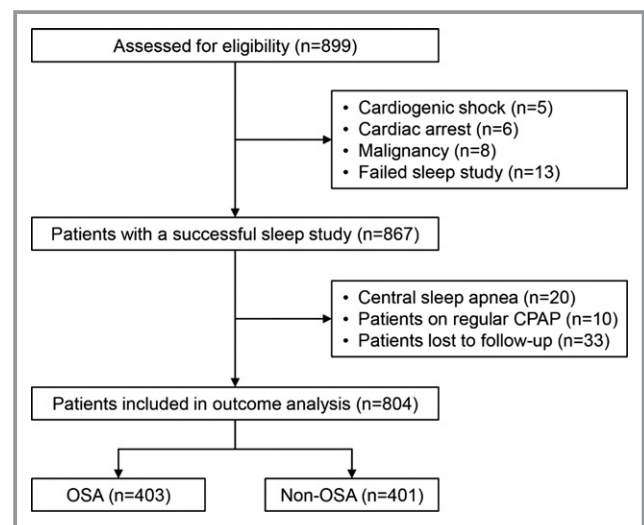 Assessed for eligibility (n=899)
• Cardiogenic shock (n=5)
• Cardiac arrest (n=6)
• Malignancy (n=8)
• Failed sleep study (n=13)
Patients with a successful sleep study (n=867)
• Central sleep apnea (n=20)
• Patients on regular CPAP (n=10)
• Patients lost to follow-up (n=33)
Patients included in outcome analysis (n=804)
OSA (n=403)
Non-OSA (n=401)